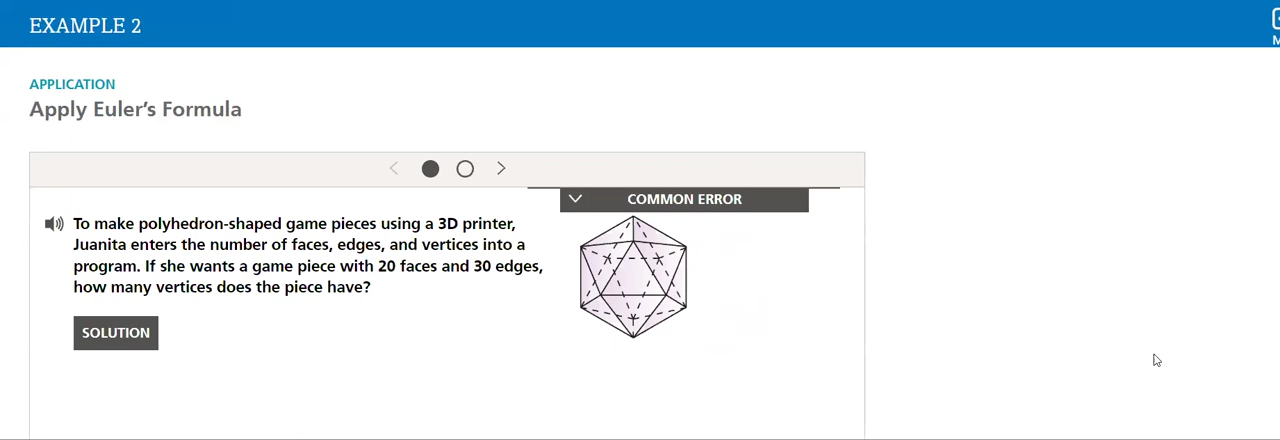 EXAMPLE 2
M
APPLICATION
Apply Euler's Formula
COMMON ERROR
To make polyhedron-shaped game pieces using a 3D printer,
Juanita enters the number of faces, edges, and vertices into a
program. If she wants a game piece with 20 faces and 30 edges,
how many vertices does the piece have?
SOLUTION